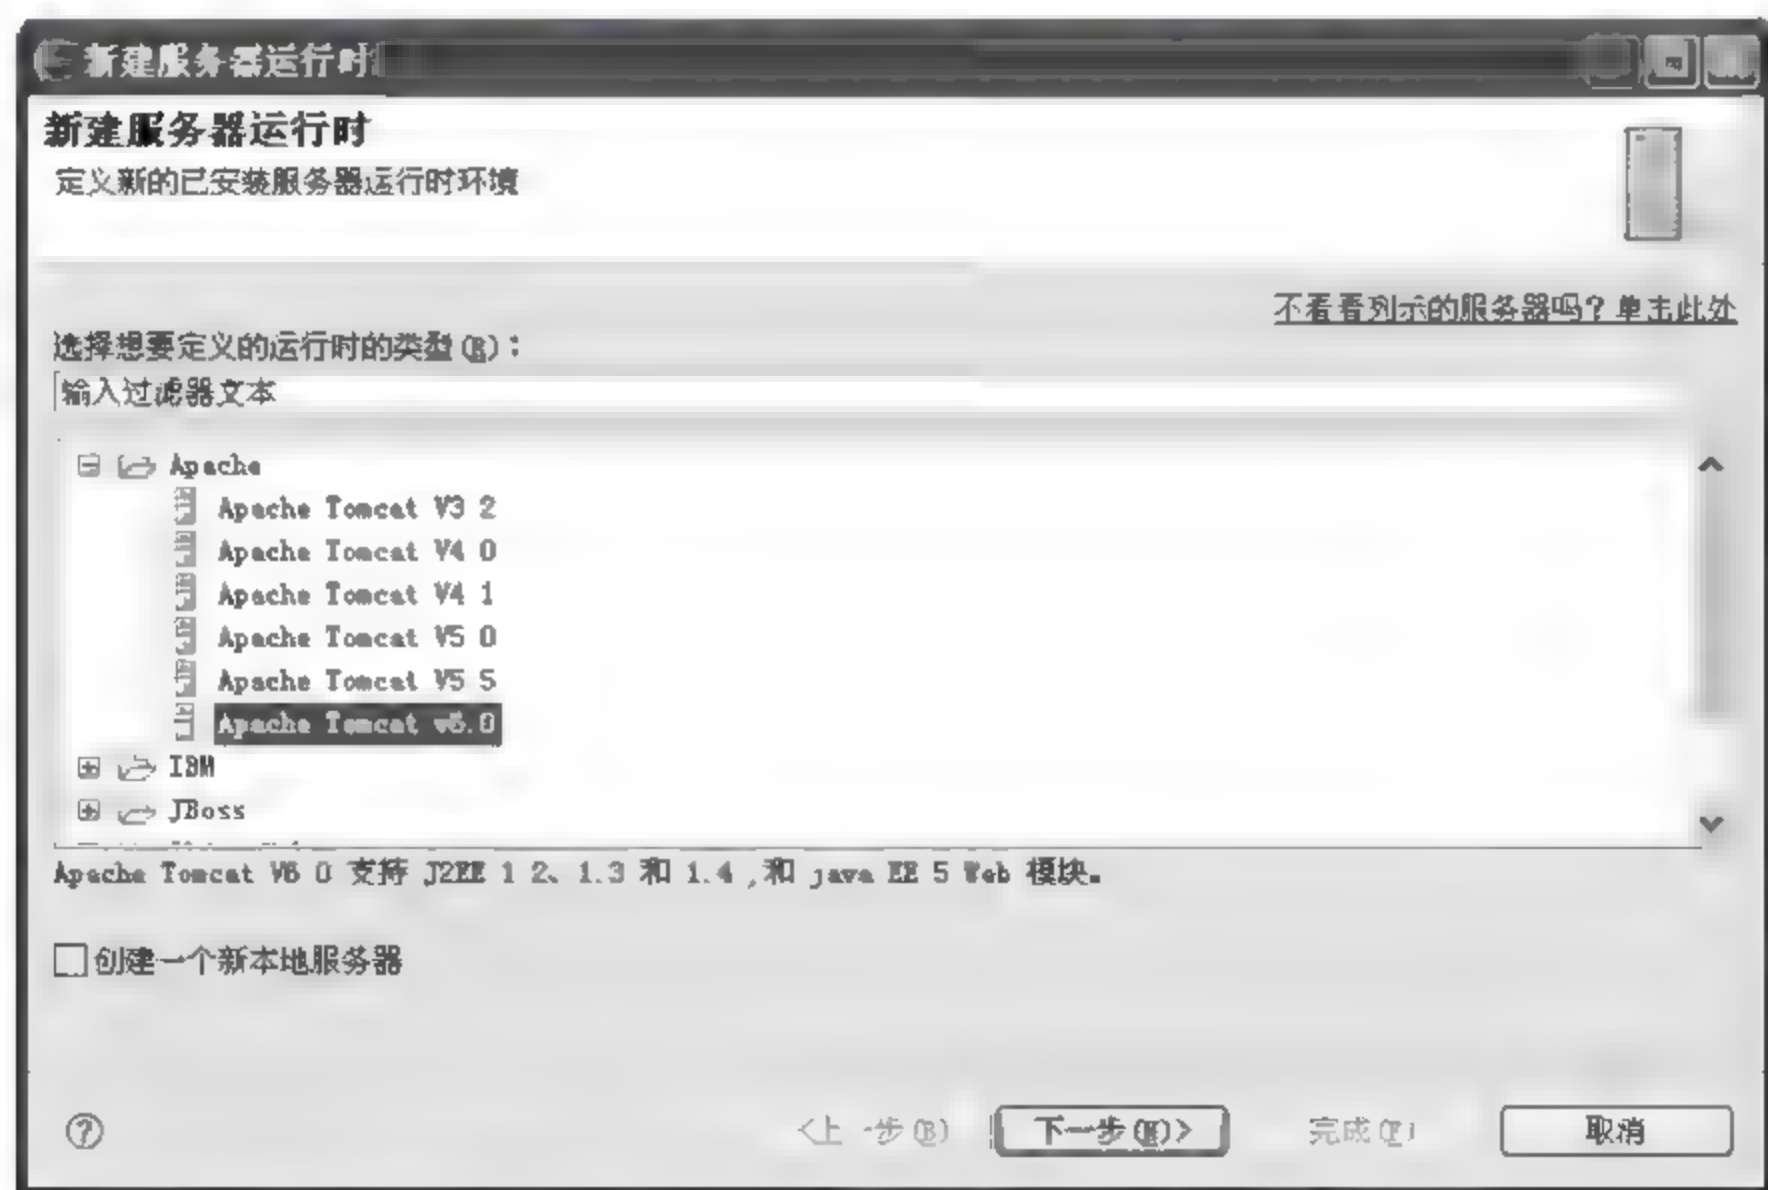 新建服务器运行时
新建服务器运行时
定义新的已安装服务器运行时环境
不看看列示的服务器吗？单击此处
选择想要定义的运行时的类型(R)：
输入过滤器文本
Apache
Apache Tomcat V3 2
Apache Tomcat V4 0
Apache Tomcat V4 1
Apache Tomcat V5 0
Apache Tomcat V5 5
Apache Tomcat v6.0
IBM
JBoss
Apache Tomcat V6 0 支持 J2EE 1 2、1.3 和 1.4 ,和 java EE 5 Web 模块。
创建一个新本地服务器
<上一步(B)
下一步(N)>
完成(F)
取消